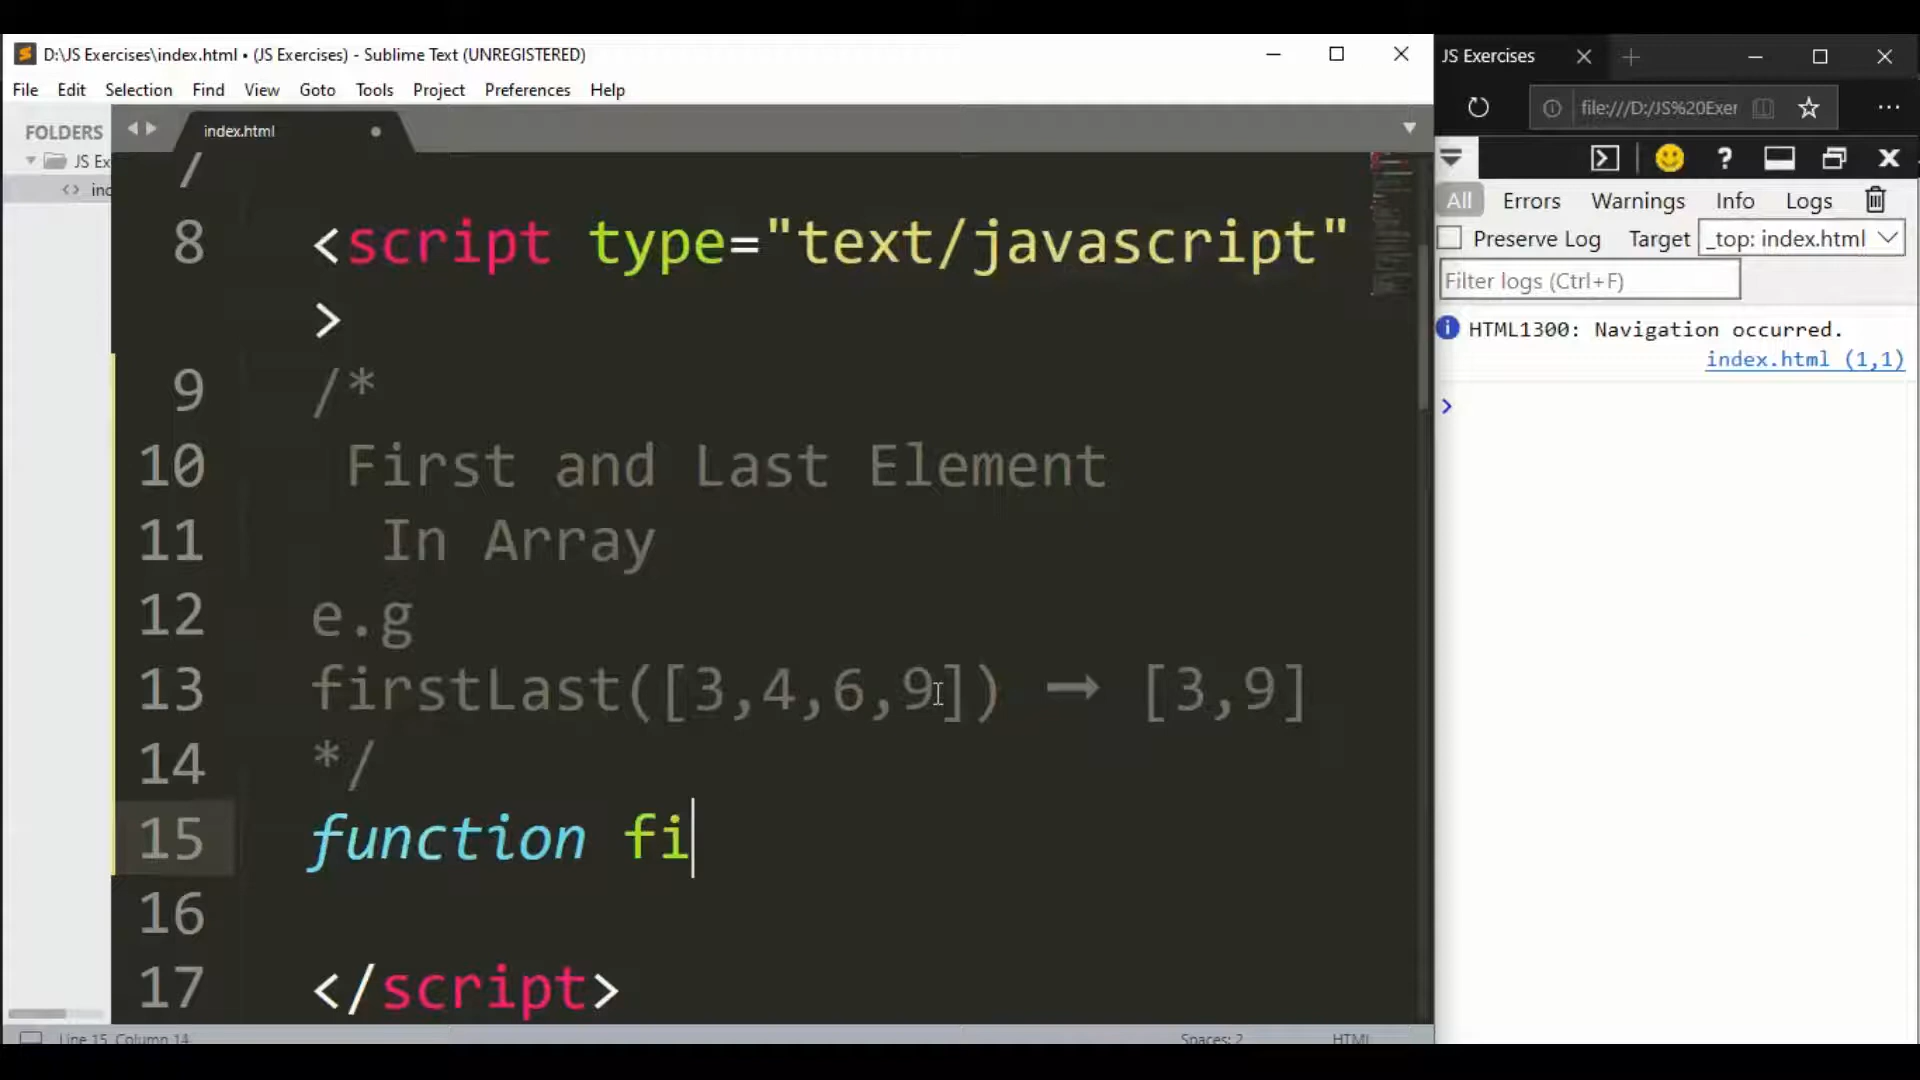 D:\JS Exercises\index.html • (JS Exercises) - Sublime Text (UNREGISTERED)
File Edit Selection Find View Goto Tools Project Preferences Help
FOLDERS
JS Ex
<> ind
index.html
/
8 <script type="text/javascript"
>
9 /*
10 First and Last Element
11 In Array
12 e.g
13 firstLast([3,4,6,9]) ➞ [3,9]
14 */
15 function fi
16
17 </script>
Line 15, Column 14
Spaces: 2
HTML
JS Exercises
file:///D:/JS%20Exer
All Errors Warnings Info Logs
Preserve Log Target _top: index.html
Filter logs (Ctrl+F)
HTML1300: Navigation occurred.
index.html (1,1)
>